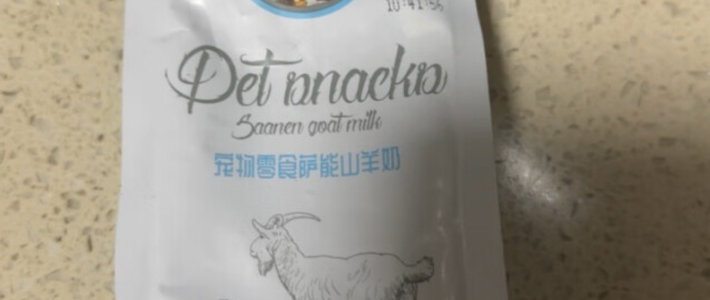 10:41:56
Pet snacks
Saanen goat milk
宠物零食萨能山羊奶